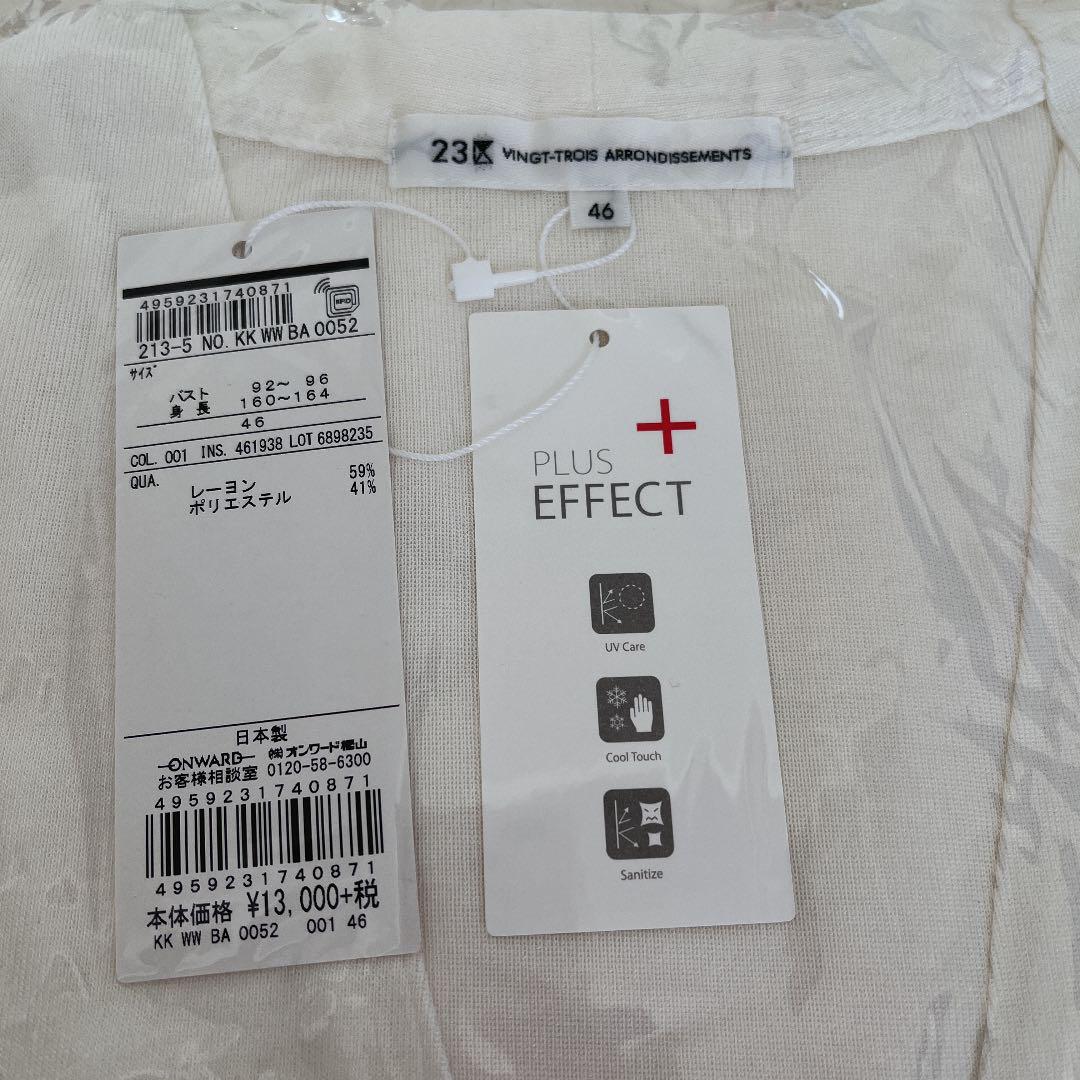 23区 VINGT-TROIS ARRONDISSEMENTS
46
4959231740871
RFID
213-5 NO. KK WW BA 0052
サイズ
バスト 92〜 96
身長 160〜164
46
COL. 001 INS. 461938 LOT 6898235
QUA.
レーヨン 59%
ポリエステル 41%
日本製
ONWARD ㈱オンワード樫山
お客様相談室 0120-58-6300
4959231740871
4959231740871
本体価格 ¥13,000+税
KK WW BA 0052 001 46
PLUS
EFFECT
UV Care
Cool Touch
Sanitize